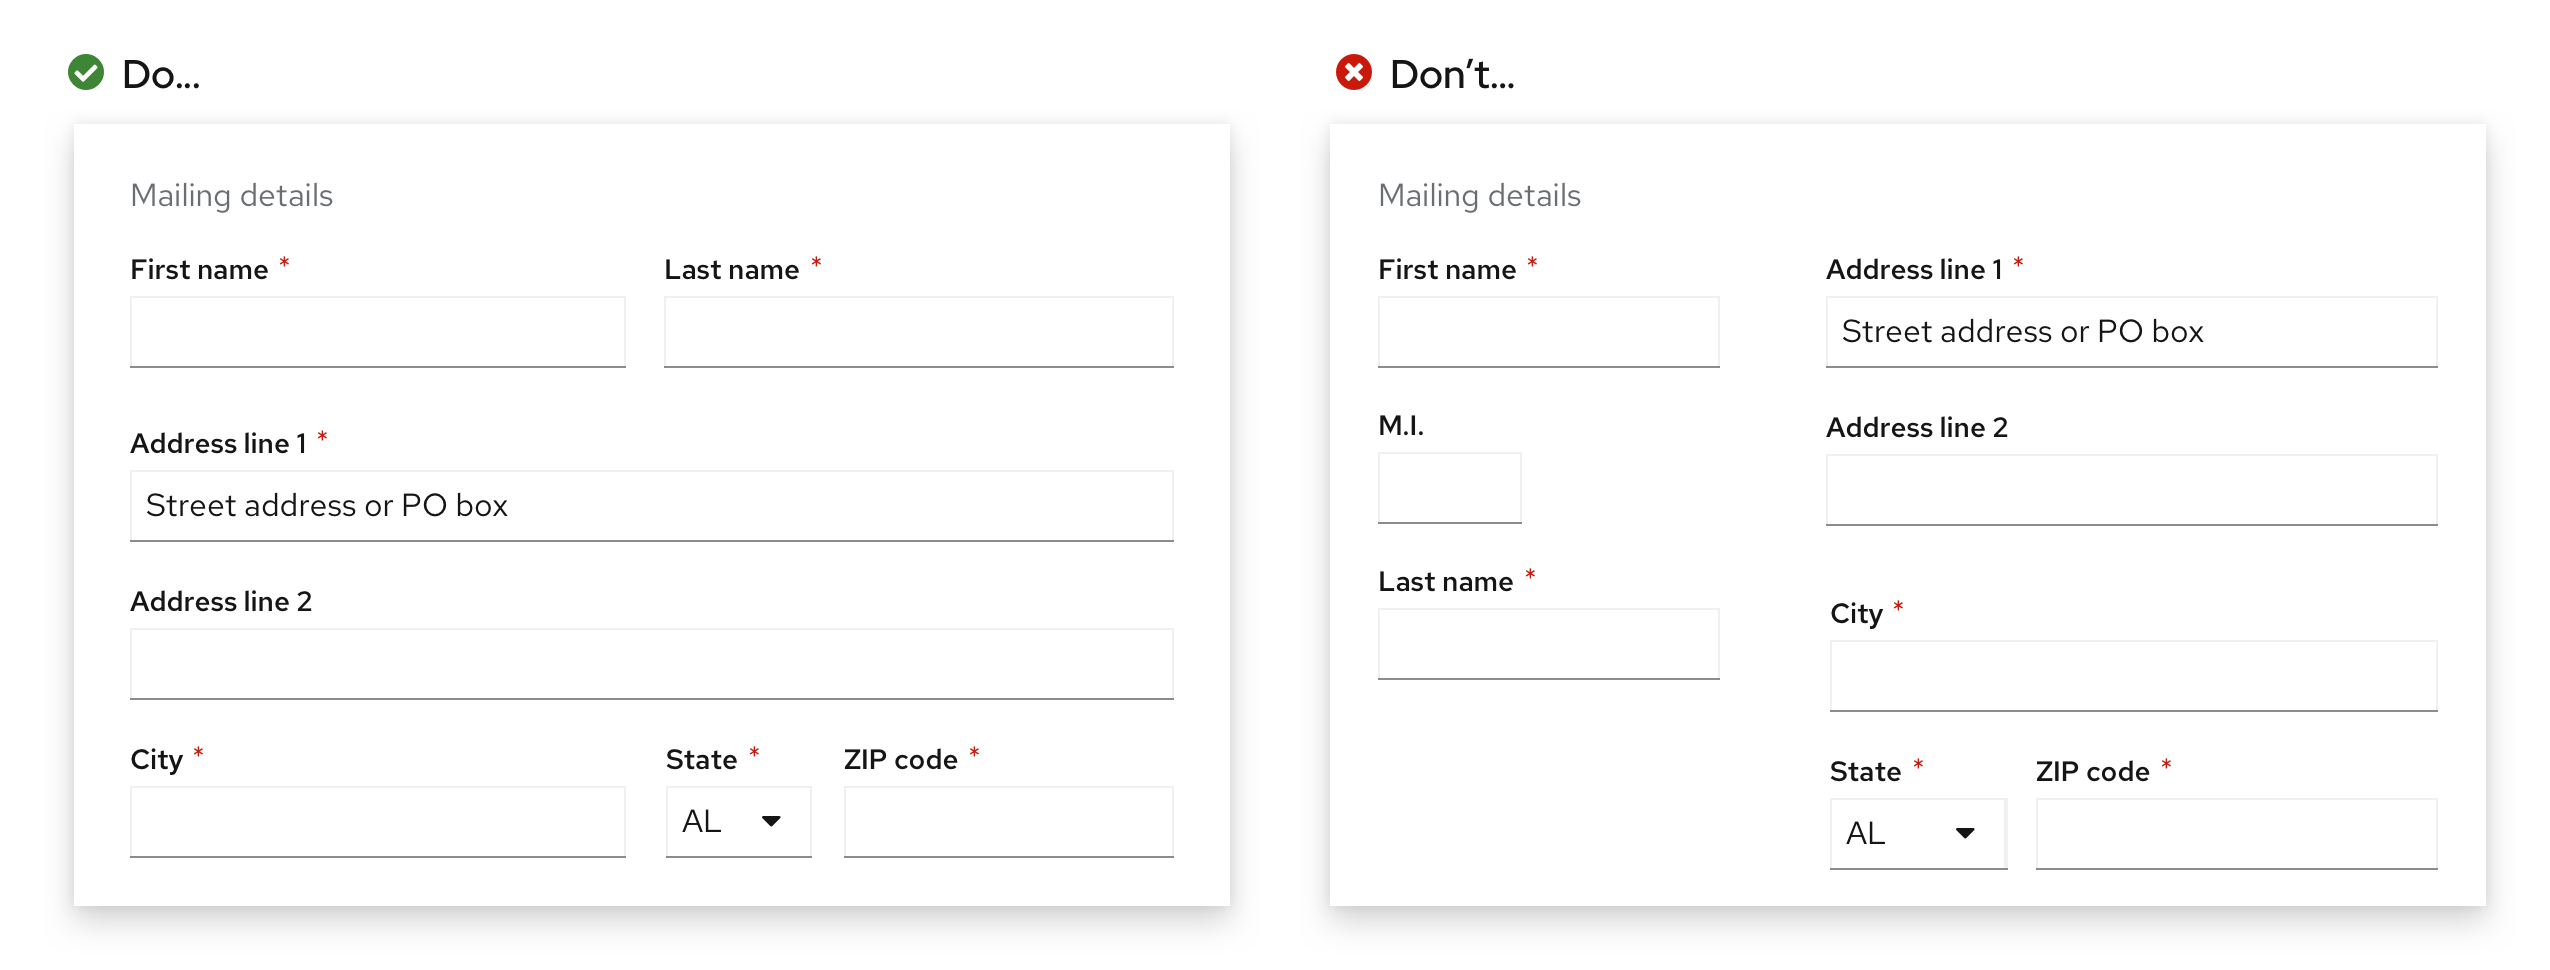 Do...
Mailing details
First name *
Last name *
Address line 1 *
Street address or PO box
Address line 2
City *
State *
ZIP code *
AL
Don’t...
Mailing details
First name *
M.I.
Last name *
Address line 1 *
Street address or PO box
Address line 2
City *
State *
ZIP code *
AL